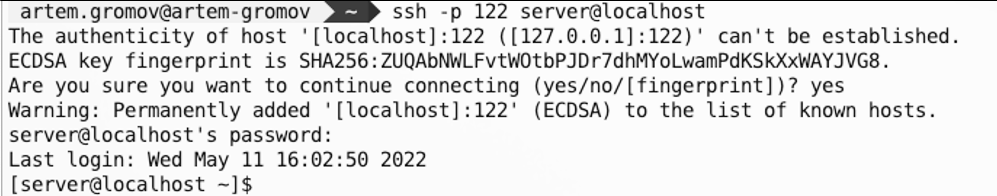 artem.gromov@artem-gromov ~ ssh -p 122 server@localhost
The authenticity of host '[localhost]:122 ([127.0.0.1]:122)' can't be established.
ECDSA key fingerprint is SHA256:ZUQAbNWLFvtWOtbPJDr7dhMYoLwamPdKSkXxWAYJVG8.
Are you sure you want to continue connecting (yes/no/[fingerprint])? yes
Warning: Permanently added '[localhost]:122' (ECDSA) to the list of known hosts.
server@localhost's password:
Last login: Wed May 11 16:02:50 2022
[server@localhost ~]$